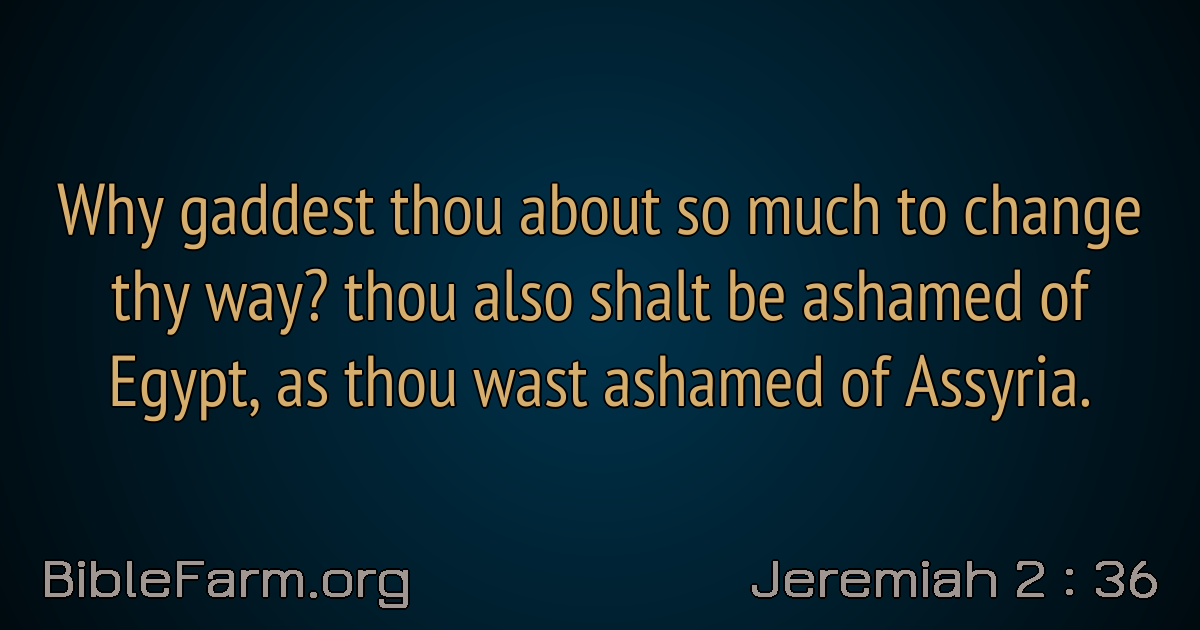 Why gaddest thou about so much to change
thy way? thou also shalt be ashamed of
Egypt, as thou wast ashamed of Assyria.
BibleFarm.org
Jeremiah 2 : 36